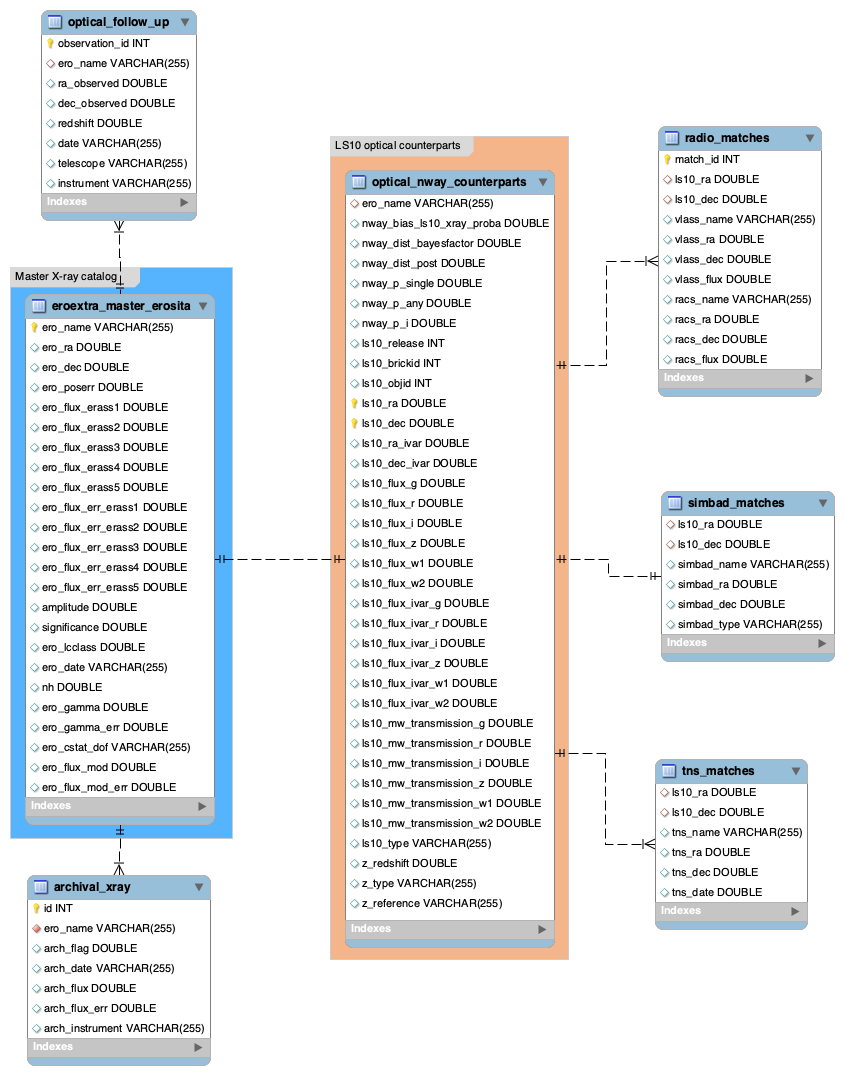 optical_follow_up
observation_id INT
ero_name VARCHAR(255)
ra_observed DOUBLE
dec_observed DOUBLE
redshift DOUBLE
date VARCHAR(255)
telescope VARCHAR(255)
instrument VARCHAR(255)
Indexes
Master X-ray catalog
eroextra_master_erosita
ero_name VARCHAR(255)
ero_ra DOUBLE
ero_dec DOUBLE
ero_poserr DOUBLE
ero_flux_erass1 DOUBLE
ero_flux_erass2 DOUBLE
ero_flux_erass3 DOUBLE
ero_flux_erass4 DOUBLE
ero_flux_erass5 DOUBLE
ero_flux_err_erass1 DOUBLE
ero_flux_err_erass2 DOUBLE
ero_flux_err_erass3 DOUBLE
ero_flux_err_erass4 DOUBLE
ero_flux_err_erass5 DOUBLE
amplitude DOUBLE
significance DOUBLE
ero_lcclass DOUBLE
ero_date VARCHAR(255)
nh DOUBLE
ero_gamma DOUBLE
ero_gamma_err DOUBLE
ero_cstat_dof VARCHAR(255)
ero_flux_mod DOUBLE
ero_flux_mod_err DOUBLE
Indexes
archival_xray
id INT
ero_name VARCHAR(255)
arch_flag DOUBLE
arch_date VARCHAR(255)
arch_flux DOUBLE
arch_flux_err DOUBLE
arch_instrument VARCHAR(255)
Indexes
LS10 optical counterparts
optical_nway_counterparts
ero_name VARCHAR(255)
nway_bias_ls10_xray_proba DOUBLE
nway_dist_bayesfactor DOUBLE
nway_dist_post DOUBLE
nway_p_single DOUBLE
nway_p_any DOUBLE
nway_p_i DOUBLE
ls10_release INT
ls10_brickid INT
ls10_objid INT
ls10_ra DOUBLE
ls10_dec DOUBLE
ls10_ra_ivar DOUBLE
ls10_dec_ivar DOUBLE
ls10_flux_g DOUBLE
ls10_flux_r DOUBLE
ls10_flux_i DOUBLE
ls10_flux_z DOUBLE
ls10_flux_w1 DOUBLE
ls10_flux_w2 DOUBLE
ls10_flux_ivar_g DOUBLE
ls10_flux_ivar_r DOUBLE
ls10_flux_ivar_i DOUBLE
ls10_flux_ivar_z DOUBLE
ls10_flux_ivar_w1 DOUBLE
ls10_flux_ivar_w2 DOUBLE
ls10_mw_transmission_g DOUBLE
ls10_mw_transmission_r DOUBLE
ls10_mw_transmission_i DOUBLE
ls10_mw_transmission_z DOUBLE
ls10_mw_transmission_w1 DOUBLE
ls10_mw_transmission_w2 DOUBLE
ls10_type VARCHAR(255)
z_redshift DOUBLE
z_type VARCHAR(255)
z_reference VARCHAR(255)
Indexes
radio_matches
match_id INT
ls10_ra DOUBLE
ls10_dec DOUBLE
vlass_name VARCHAR(255)
vlass_ra DOUBLE
vlass_dec DOUBLE
vlass_flux DOUBLE
racs_name VARCHAR(255)
racs_ra DOUBLE
racs_dec DOUBLE
racs_flux DOUBLE
Indexes
simbad_matches
ls10_ra DOUBLE
ls10_dec DOUBLE
simbad_name VARCHAR(255)
simbad_ra DOUBLE
simbad_dec DOUBLE
simbad_type VARCHAR(255)
Indexes
tns_matches
ls10_ra DOUBLE
ls10_dec DOUBLE
tns_name VARCHAR(255)
tns_ra DOUBLE
tns_dec DOUBLE
tns_date DOUBLE
Indexes